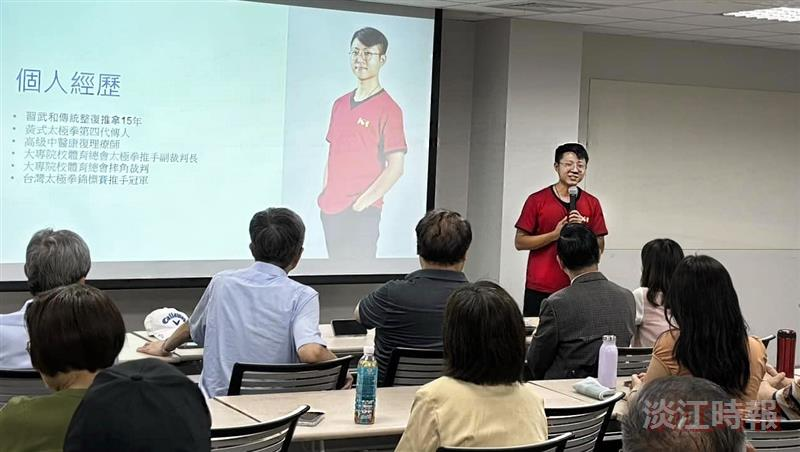 個人經歷
• 習武和傳統整復推拿15年
• 黃式太極拳第四代傳人
• 高級中醫康復理療師
• 大專院校體育總會太極拳推手副裁判長
• 大專院校體育總會摔角裁判
• 台灣太極拳錦標賽推手冠軍
Callaway
淡江時報